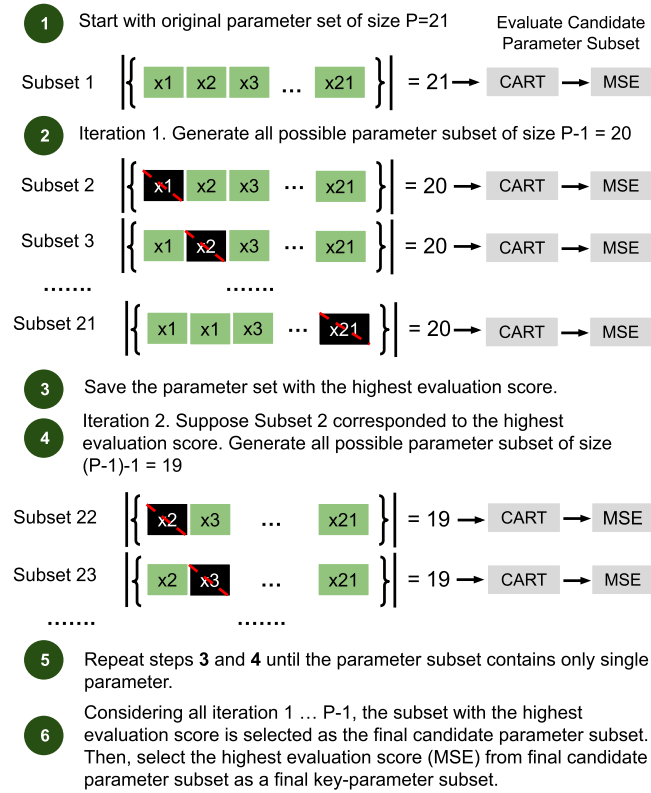 1 Start with original parameter set of size P=21
Evaluate Candidate
Parameter Subset
Subset 1 |{ x1 x2 x3 ... x21 }| = 21 CART MSE
2 Iteration 1. Generate all possible parameter subset of size P-1 = 20
Subset 2 |{ x1 x2 x3 ... x21 }| = 20 CART MSE
Subset 3 |{ x1 x2 x3 ... x21 }| = 20 CART MSE
....... .......
Subset 21 |{ x1 x1 x3 ... x21 }| = 20 CART MSE
3 Save the parameter set with the highest evaluation score.
4 Iteration 2. Suppose Subset 2 corresponded to the highest
evaluation score. Generate all possible parameter subset of size
(P-1)-1 = 19
Subset 22 |{ x2 x3 ... x21 }| = 19 CART MSE
Subset 23 |{ x2 x3 ... x21 }| = 19 CART MSE
....... .......
5 Repeat steps 3 and 4 until the parameter subset contains only single
parameter.
6 Considering all iteration 1 ... P-1, the subset with the highest
evaluation score is selected as the final candidate parameter subset.
Then, select the highest evaluation score (MSE) from final candidate
parameter subset as a final key-parameter subset.